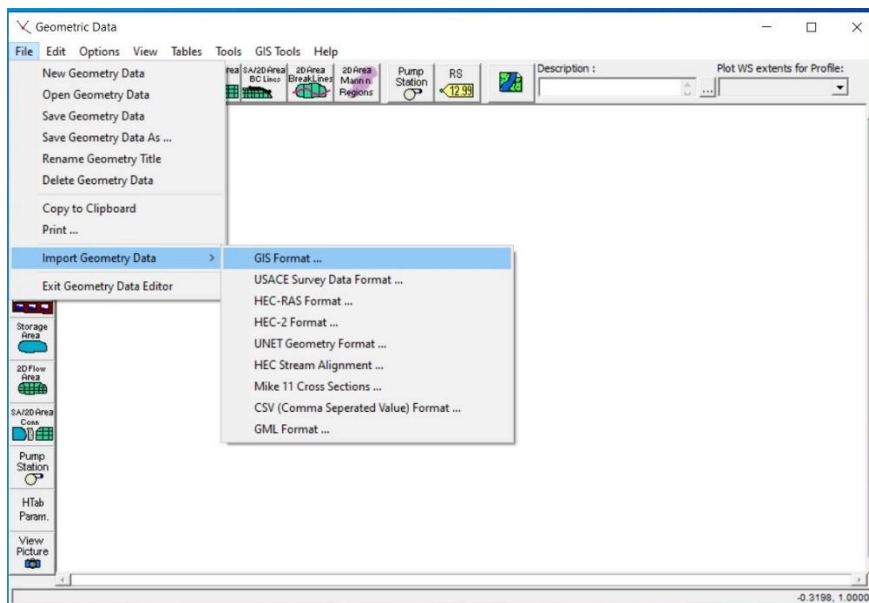 Geometric Data
File Edit Options View Tables Tools GIS Tools Help
SA/2D Area BC Lines
2D Area BreakLines
2D Area Mann n Regions
Pump Station
RS
12.99
Description :
...
Plot WS extents for Profile:
New Geometry Data
Open Geometry Data
Save Geometry Data
Save Geometry Data As ...
Rename Geometry Title
Delete Geometry Data
Copy to Clipboard
Print ...
Import Geometry Data
Exit Geometry Data Editor
GIS Format ...
USACE Survey Data Format ...
HEC-RAS Format ...
HEC-2 Format ...
UNET Geometry Format ...
HEC Stream Alignment ...
Mike 11 Cross Sections ...
CSV (Comma Seperated Value) Format ...
GML Format ...
Storage Area
2D Flow Area
SA/2D Area Conn
Pump Station
HTab Param.
View Picture
-0.3198, 1.0000